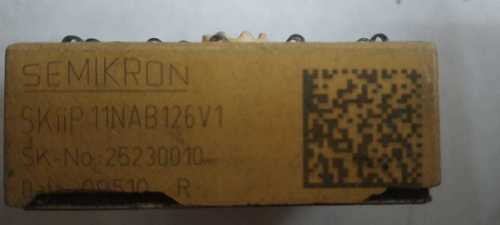 SEMIKRON
SKiiP 11NAB126V1
SK-No: 25230010
R